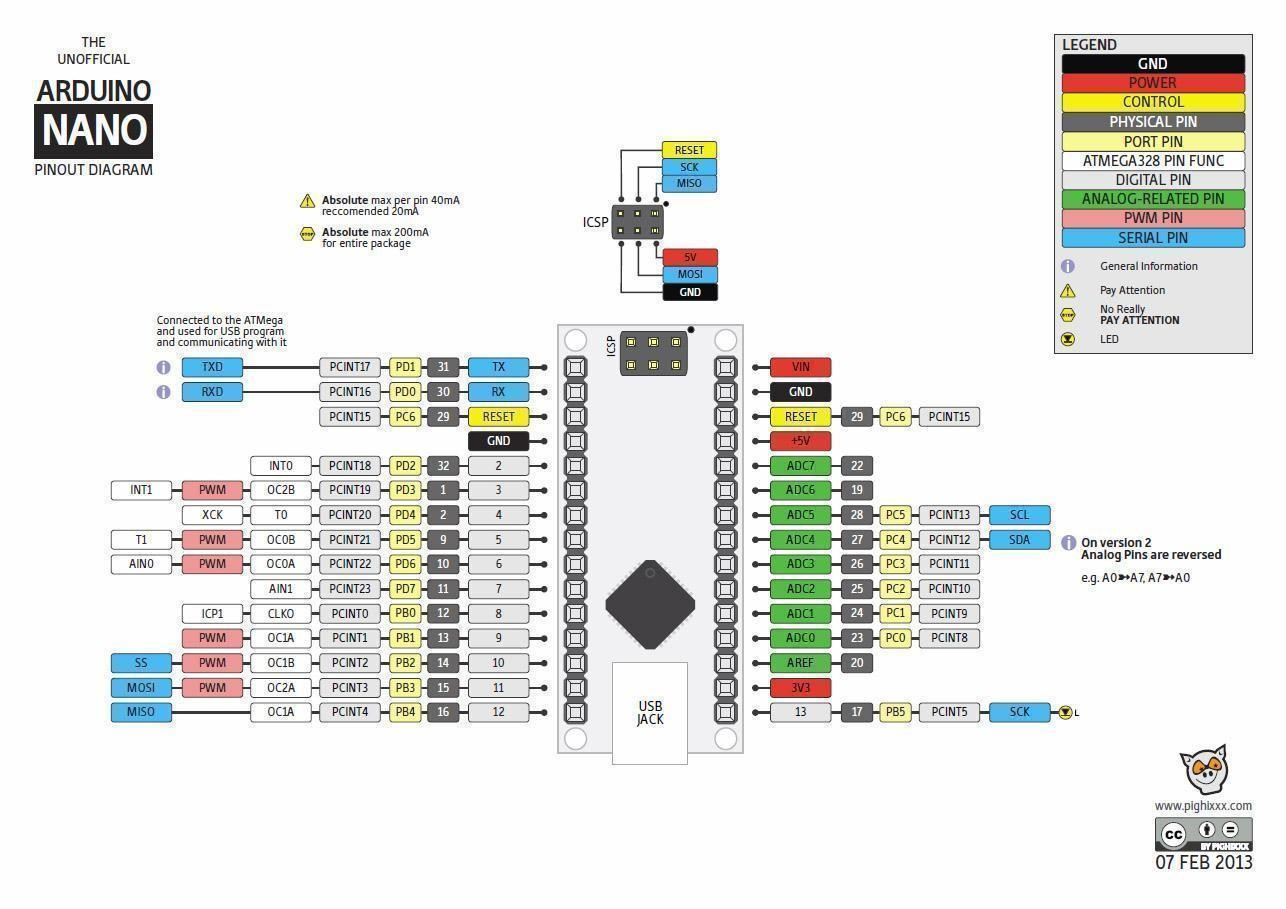 THE
UNOFFICIAL
ARDUINO
NANO
PINOUT DIAGRAM
LEGEND
GND
POWER
CONTROL
PHYSICAL PIN
PORT PIN
ATMEGA328 PIN FUNC
DIGITAL PIN
ANALOG-RELATED PIN
PWM PIN
SERIAL PIN
General Information
Pay Attention
No Really
PAY ATTENTION
LED
Absolute max per pin 40mA
reccomended 20mA
STOP Absolute max 200mA
for entire package
RESET
SCK
MISO
ICSP
5V
MOSI
GND
Connected to the ATMega
and used for USB program
and communicating with it
ICSP
TXD PCINT17 PD1 31 TX
RXD PCINT16 PD0 30 RX
PCINT15 PC6 29 RESET
GND
INT0 PCINT18 PD2 32 2
INT1 PWM OC2B PCINT19 PD3 1 3
XCK T0 PCINT20 PD4 2 4
T1 PWM OC0B PCINT21 PD5 9 5
AIN0 PWM OC0A PCINT22 PD6 10 6
AIN1 PCINT23 PD7 11 7
ICP1 CLK0 PCINT0 PB0 12 8
PWM OC1A PCINT1 PB1 13 9
SS PWM OC1B PCINT2 PB2 14 10
MOSI PWM OC2A PCINT3 PB3 15 11
MISO OC1A PCINT4 PB4 16 12
USB
JACK
VIN
GND
RESET 29 PC6 PCINT15
+5V
ADC7 22
ADC6 19
ADC5 28 PC5 PCINT13 SCL
ADC4 27 PC4 PCINT12 SDA
ADC3 26 PC3 PCINT11
ADC2 25 PC2 PCINT10
ADC1 24 PC1 PCINT9
ADC0 23 PC0 PCINT8
AREF 20
3V3
13 17 PB5 PCINT5 SCK L
On version 2
Analog Pins are reversed
e.g. A0➽A7, A7➽A0
www.pighixxx.com
cc
BY PIGHIXXX
07 FEB 2013